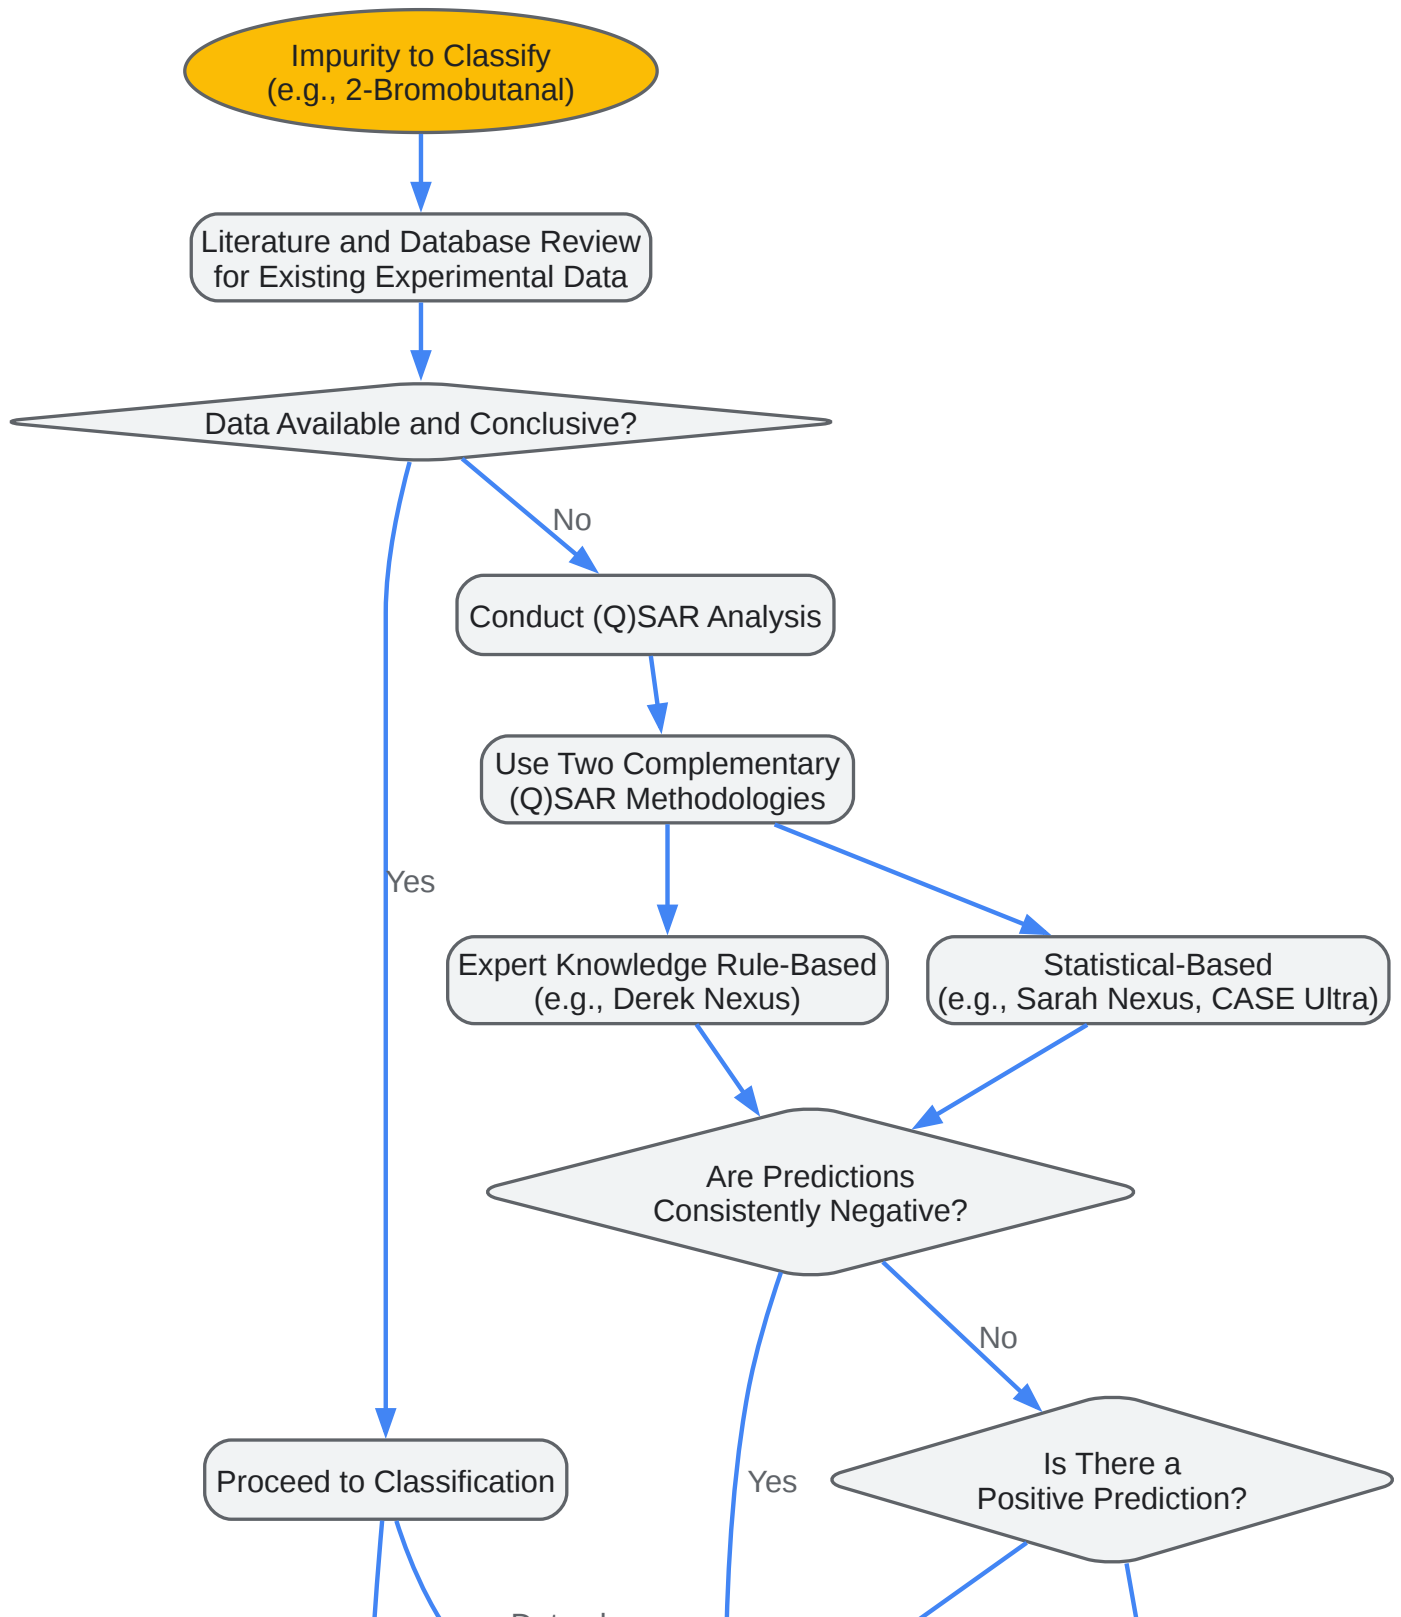 Impurity to Classify
(e.g., 2-Bromobutanal)
Literature and Database Review
for Existing Experimental Data
Data Available and Conclusive?
No
Conduct (Q)SAR Analysis
Use Two Complementary
(Q)SAR Methodologies
Yes
Expert Knowledge Rule-Based
(e.g., Derek Nexus)
Statistical-Based
(e.g., Sarah Nexus, CASE Ultra)
Are Predictions
Consistently Negative?
No
Proceed to Classification
Yes
Is There a
Positive Prediction?